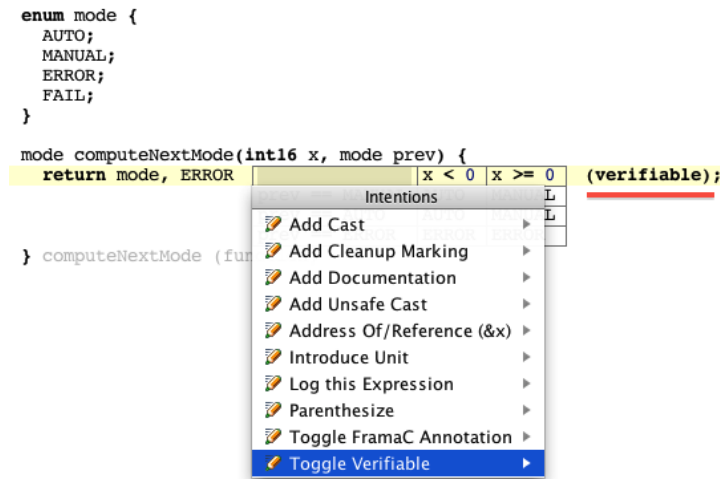 enum mode {
AUTO;
MANUAL;
ERROR;
FAIL;
}
mode computeNextMode(int16 x, mode prev) {
return mode, ERROR x < 0 x >= 0 (verifiable);
Intentions
Add Cast
Add Cleanup Marking
} computeNextMode
Add Documentation
Add Unsafe Cast
Address Of/Reference (&x)
Introduce Unit
Log this Expression
Parenthesize
Toggle FramaC Annotation
Toggle Verifiable